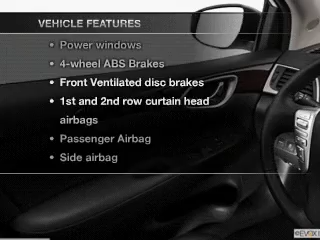 VEHICLE FEATURES
• Power windows
• 4-wheel ABS Brakes
• Front Ventilated disc brakes
• 1st and 2nd row curtain head
airbags
• Passenger Airbag
• Side airbag